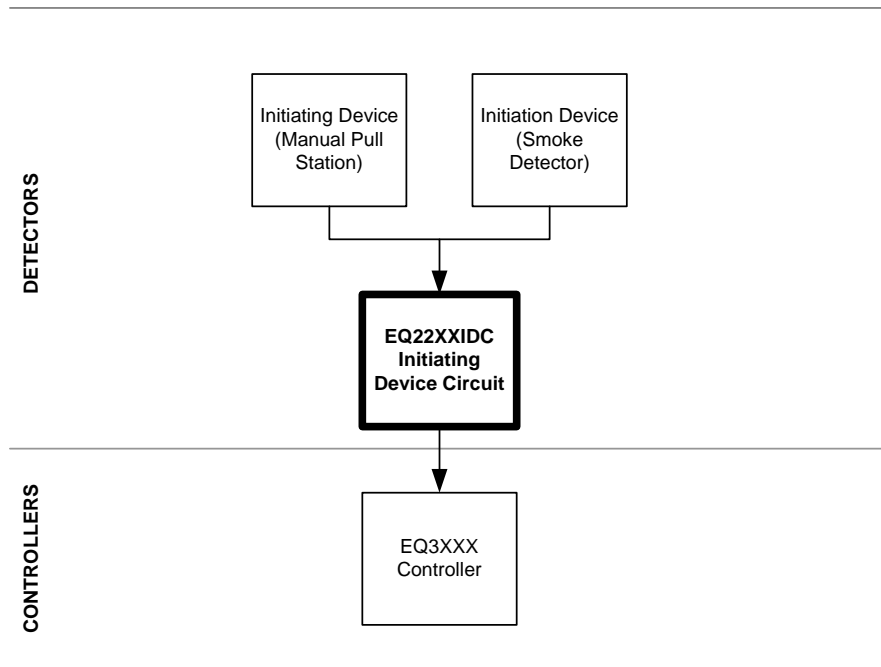 DETECTORS
Initiating Device
(Manual Pull
Station)
Initiation Device
(Smoke
Detector)
EQ22XXIDC
Initiating
Device Circuit
CONTROLLERS
EQ3XXX
Controller